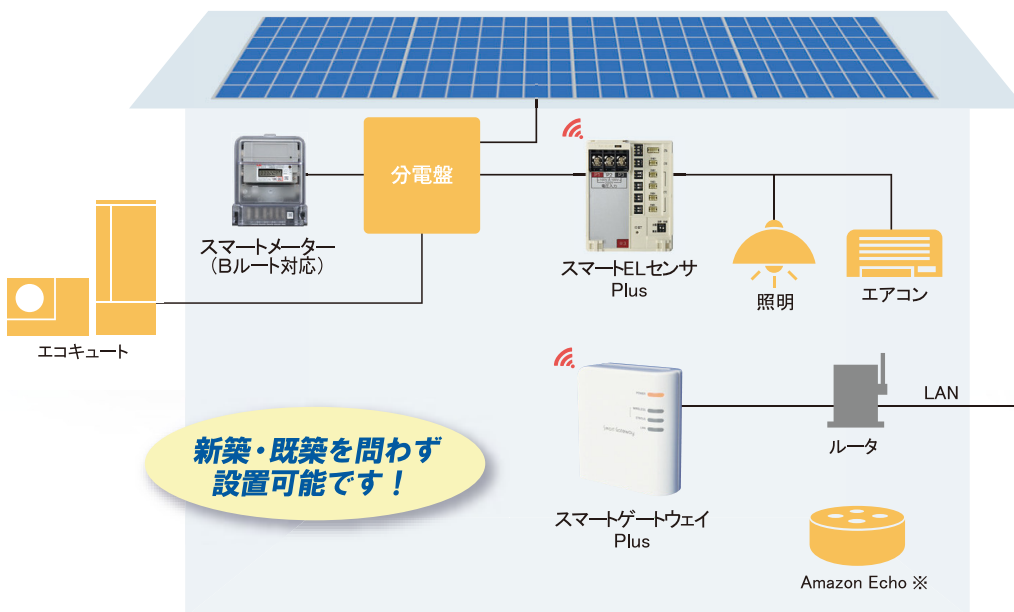 分電盤
スマートメーター
（Bルート対応）
スマートELセンサ
Plus
照明
エアコン
エコキュート
LAN
ルータ
新築・既築を問わず
設置可能です！
スマートゲートウェイ
Plus
Amazon Echo ※